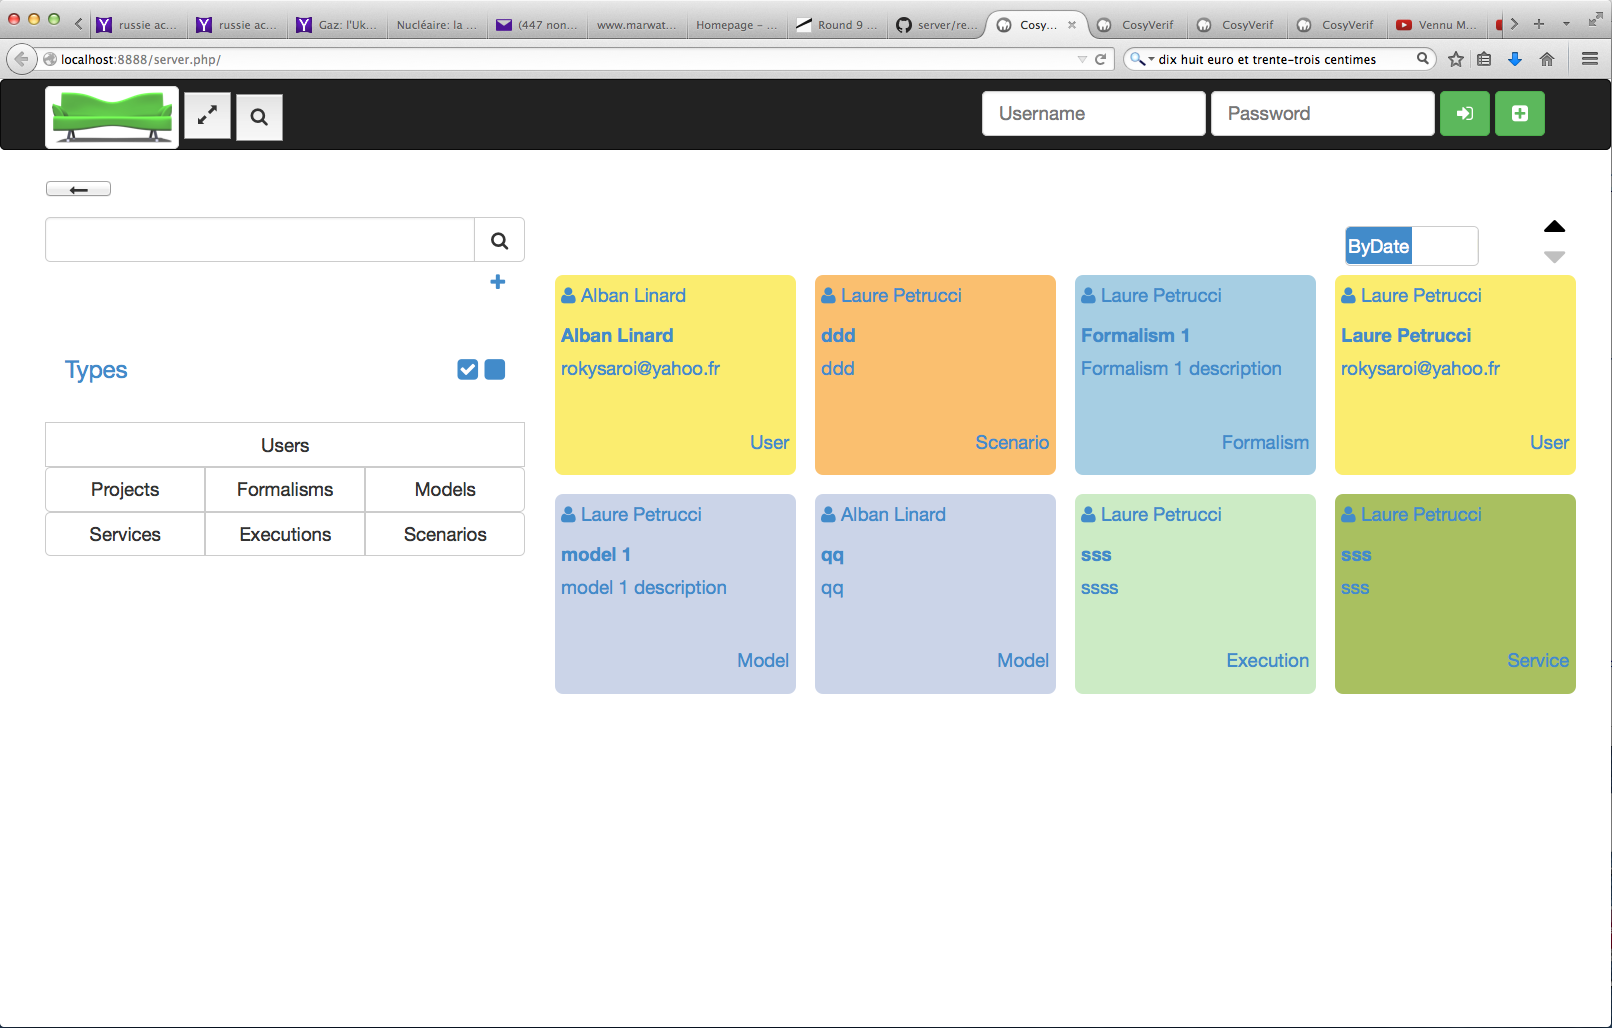 russie ac...
russie ac...
Gaz: l'Uk...
Nucléaire: la ...
(447 non...
www.marwat...
Homepage – ...
Round 9 ...
server/re...
Cosy...
CosyVerif
CosyVerif
CosyVerif
Vennu M...
localhost:8888/server.php/
dix huit euro et trente-trois centimes
Username
Password
ByDate
Types
Users
Projects
Formalisms
Models
Services
Executions
Scenarios
Alban Linard
Alban Linard
rokysaroi@yahoo.fr
User
Laure Petrucci
ddd
ddd
Scenario
Laure Petrucci
Formalism 1
Formalism 1 description
Formalism
Laure Petrucci
Laure Petrucci
rokysaroi@yahoo.fr
User
Laure Petrucci
model 1
model 1 description
Model
Alban Linard
qq
qq
Model
Laure Petrucci
sss
ssss
Execution
Laure Petrucci
sss
sss
Service